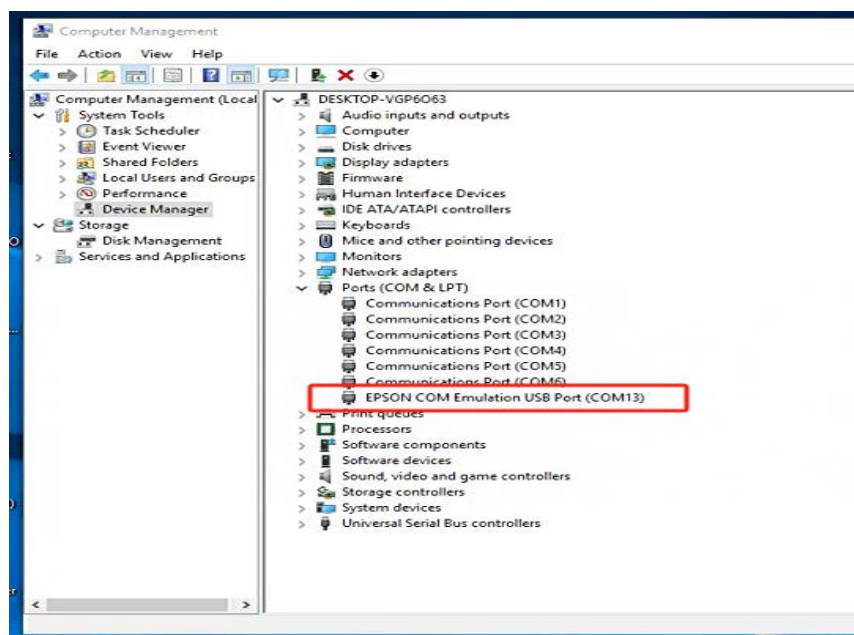 Computer Management
File Action View Help
Computer Management (Local
System Tools
Task Scheduler
Event Viewer
Shared Folders
Local Users and Groups
Performance
Device Manager
Storage
Disk Management
Services and Applications
DESKTOP-VGP6O63
Audio inputs and outputs
Computer
Disk drives
Display adapters
Firmware
Human Interface Devices
IDE ATA/ATAPI controllers
Keyboards
Mice and other pointing devices
Monitors
Network adapters
Ports (COM & LPT)
Communications Port (COM1)
Communications Port (COM2)
Communications Port (COM3)
Communications Port (COM4)
Communications Port (COM5)
Communications Port (COM6)
EPSON COM Emulation USB Port (COM13)
Print queues
Processors
Software components
Software devices
Sound, video and game controllers
Storage controllers
System devices
Universal Serial Bus controllers